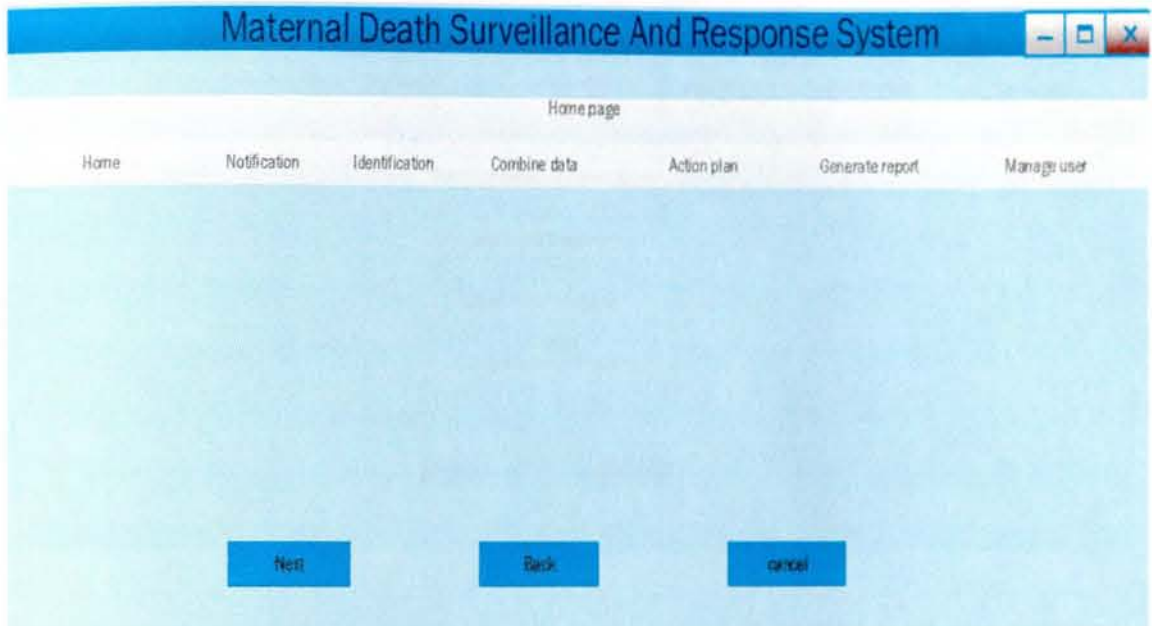 Maternal Death Surveillance And Response System
Home page
Home Notification Identification Combine data Action plan Generate report Manage user
Next Back cancel